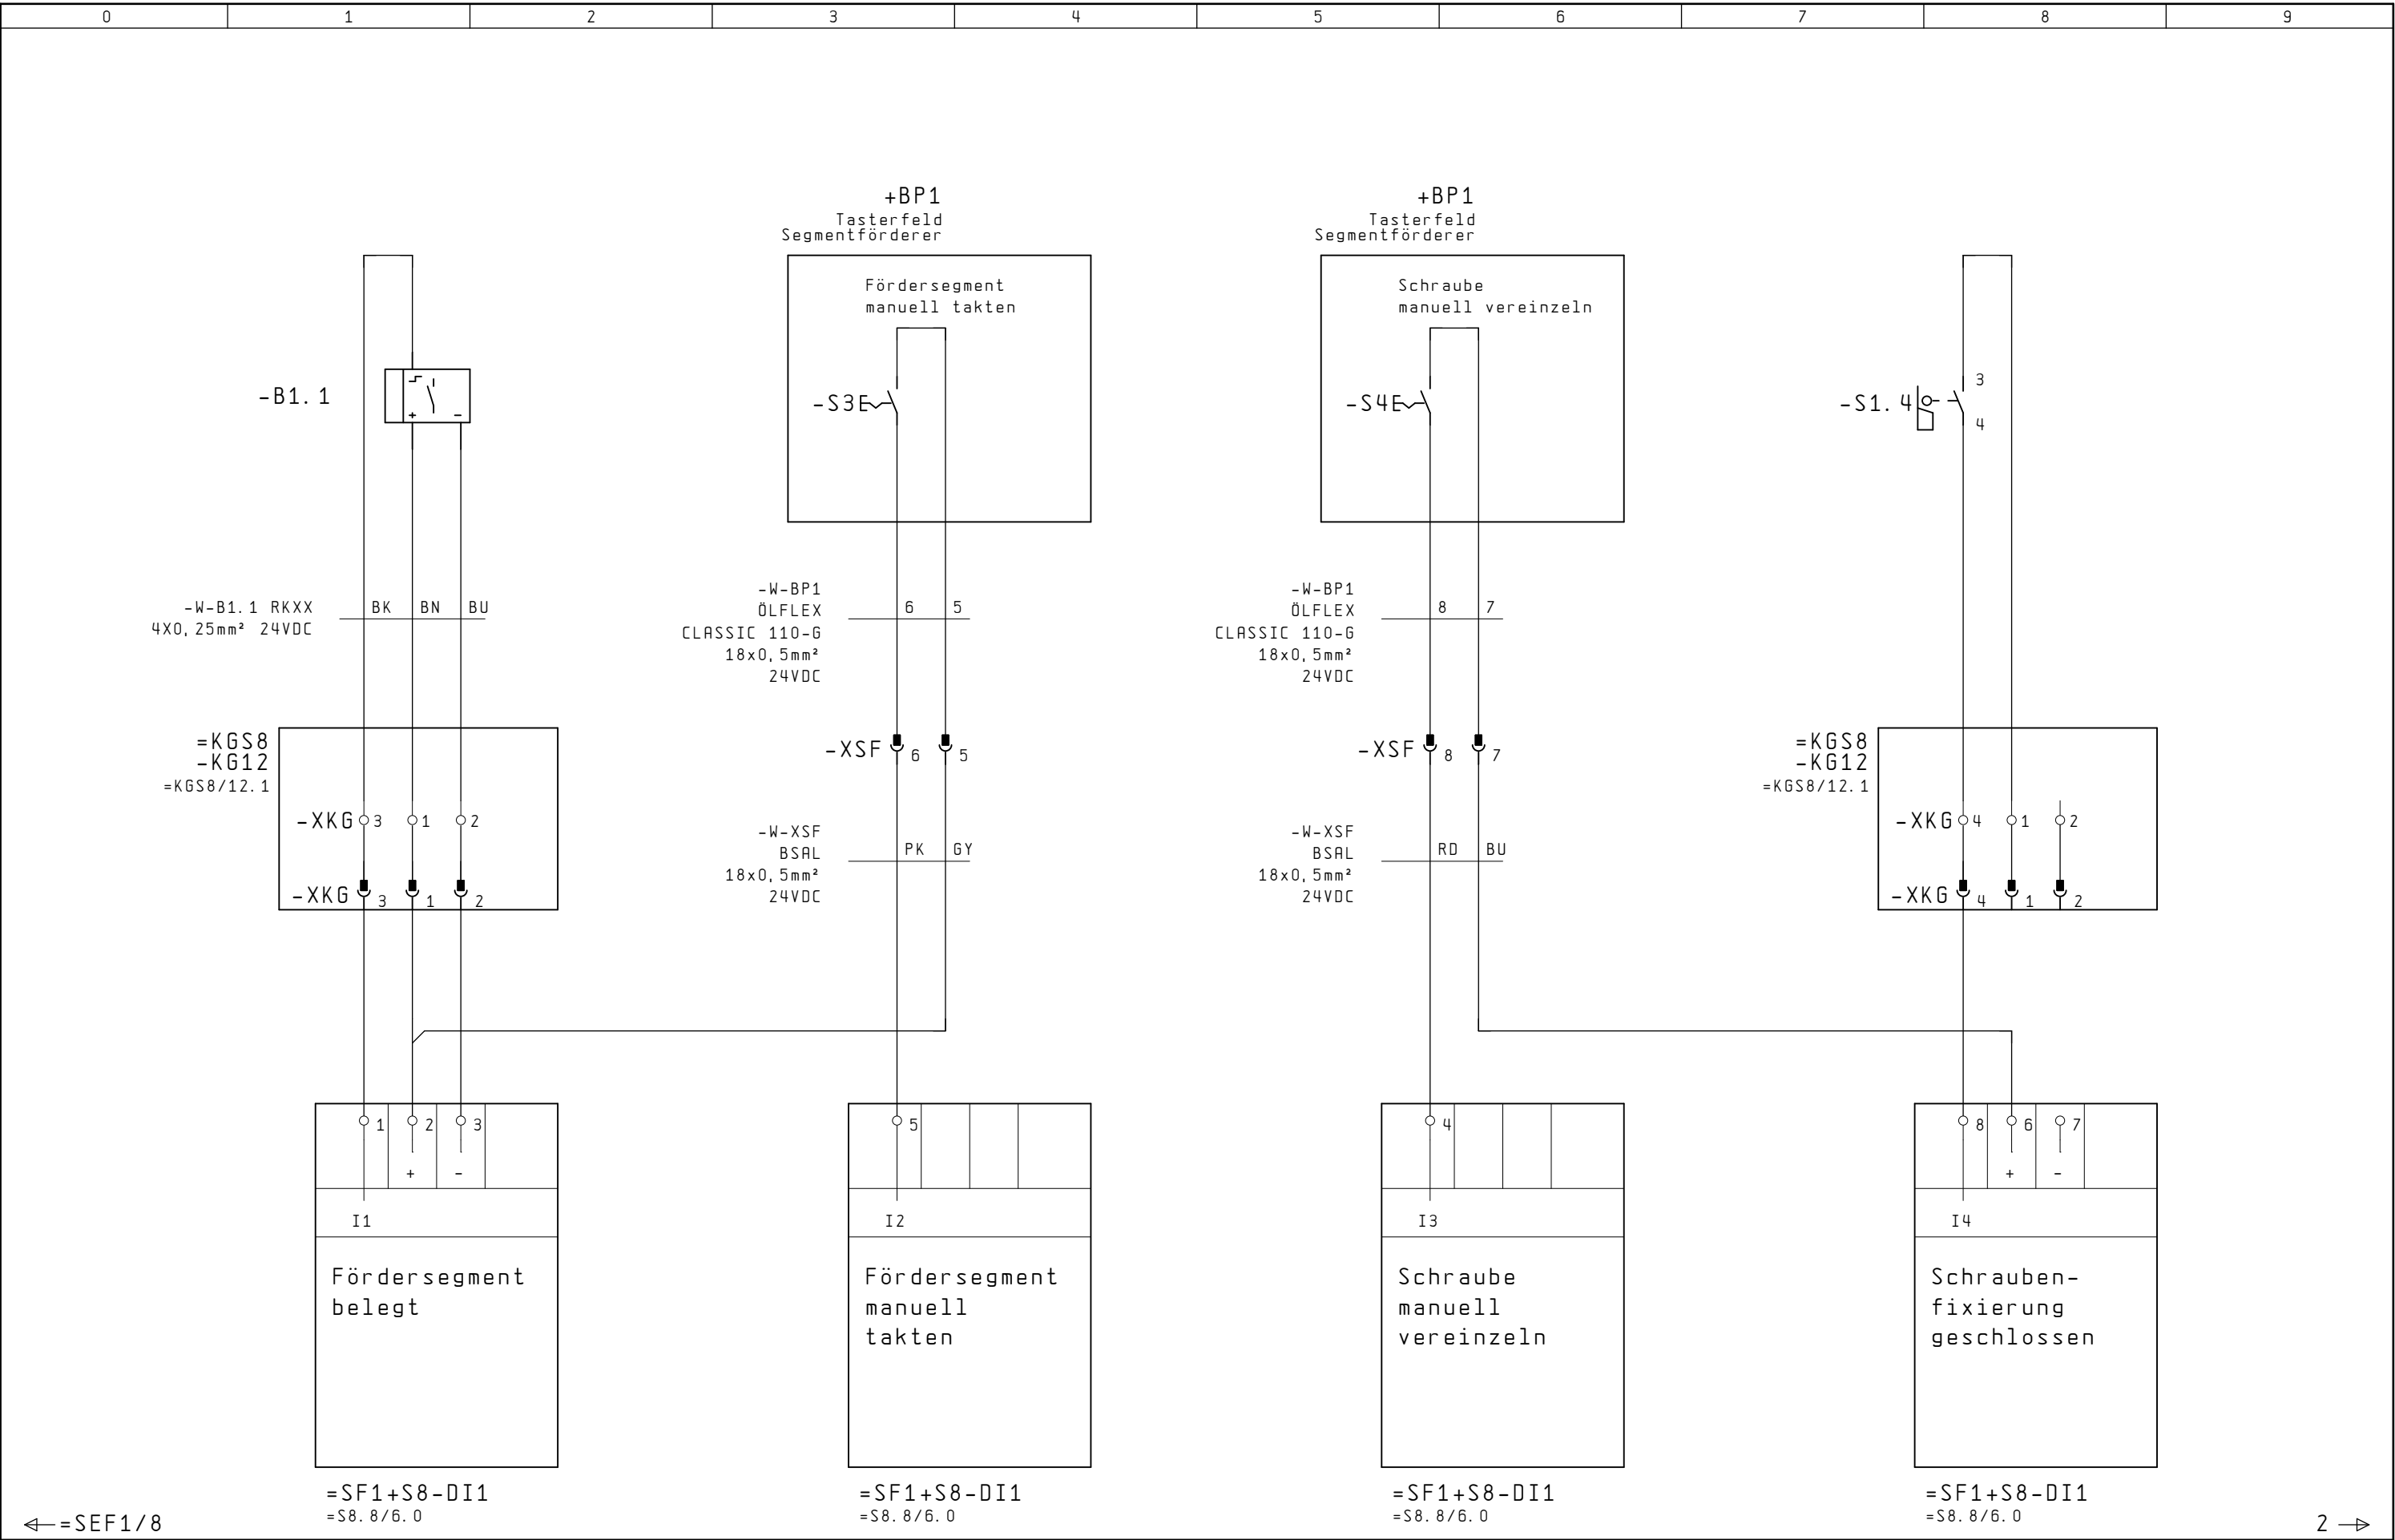 0 1 2 3 4 5 6 7 8 9
+BP1
Tasterfeld
Segmentförderer
Fördersegment
manuell takten
+BP1
Tasterfeld
Segmentförderer
Schraube
manuell vereinzeln
-B1.1
+ -
-S3
-S4
-S1.4
3
4
-W-B1.1 RKXX
4X0,25mm² 24VDC
BK BN BU
-W-BP1
ÖLFLEX
CLASSIC 110-G
18x0,5mm²
24VDC
6 5
-W-BP1
ÖLFLEX
CLASSIC 110-G
18x0,5mm²
24VDC
8 7
=KGS8
-KG12
=KGS8/12.1
-XKG 3 1 2
-XKG 3 1 2
-XSF 6 5
-W-XSF
BSAL
18x0,5mm²
24VDC
PK GY
-XSF 8 7
-W-XSF
BSAL
18x0,5mm²
24VDC
RD BU
=KGS8
-KG12
=KGS8/12.1
-XKG 4 1 2
-XKG 4 1 2
1 2 3
+ -
I1
Fördersegment
belegt
=SF1+S8-DI1
=S8.8/6.0
5
I2
Fördersegment
manuell
takten
=SF1+S8-DI1
=S8.8/6.0
4
I3
Schraube
manuell
vereinzeln
=SF1+S8-DI1
=S8.8/6.0
8 6 7
+ -
I4
Schrauben-
fixierung
geschlossen
=SF1+S8-DI1
=S8.8/6.0
=SEF1/8
2